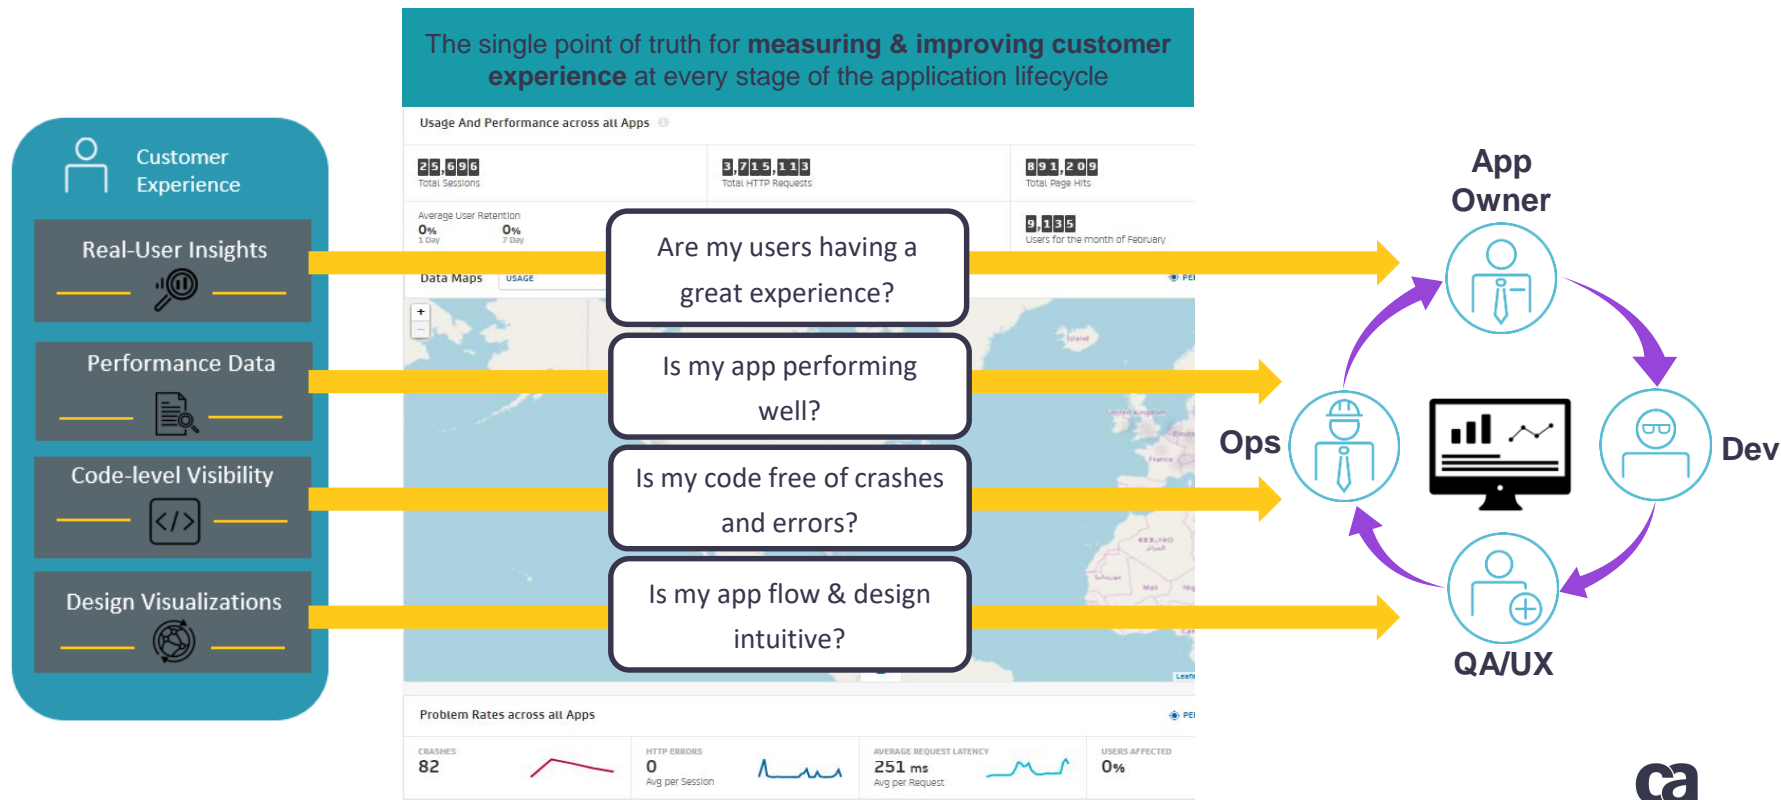 The single point of truth for measuring & improving customer
experience at every stage of the application lifecycle
Customer
Experience
Real-User Insights
Performance Data
Code-level Visibility
</>
Design Visualizations
Usage And Performance across all Apps
25,696
Total Sessions
3,715,113
Total HTTP Requests
891,209
Total Page Hits
Average User Retention
0%
1 Day
0%
7 Day
9,135
Users for the month of February
Data Maps
USAGE
+
−
Are my users having a
great experience?
Is my app performing
well?
Is my code free of crashes
and errors?
Is my app flow & design
intuitive?
Ísland
United Kingdom
France
Mali
Problem Rates across all Apps
CRASHES
82
HTTP ERRORS
0
Avg per Session
AVERAGE REQUEST LATENCY
251 ms
Avg per Request
USERS AFFECTED
0%
App
Owner
Ops
Dev
QA/UX
ca